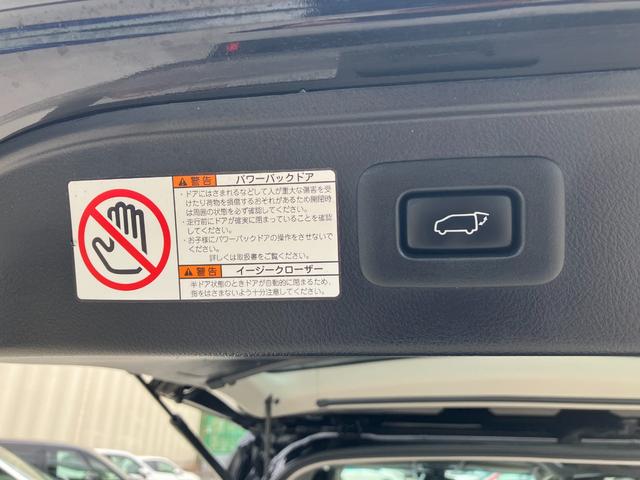 警告 パワーバックドア
・ドアにはさまれるなどして人が重大な傷害を
受けたり荷物を損傷するおそれがあるため開閉時
は周囲の状態を必ず確認してください。
・走行前にドアが確実に閉まっていることを確認
してください。
・お子様にパワーバックドアの操作をさせないで
ください。
詳しくは取扱書をご覧ください。
警告 イージークローザー
半ドア状態のときドアが自動的に閉まるため、
指をはさまないよう十分注意してください。